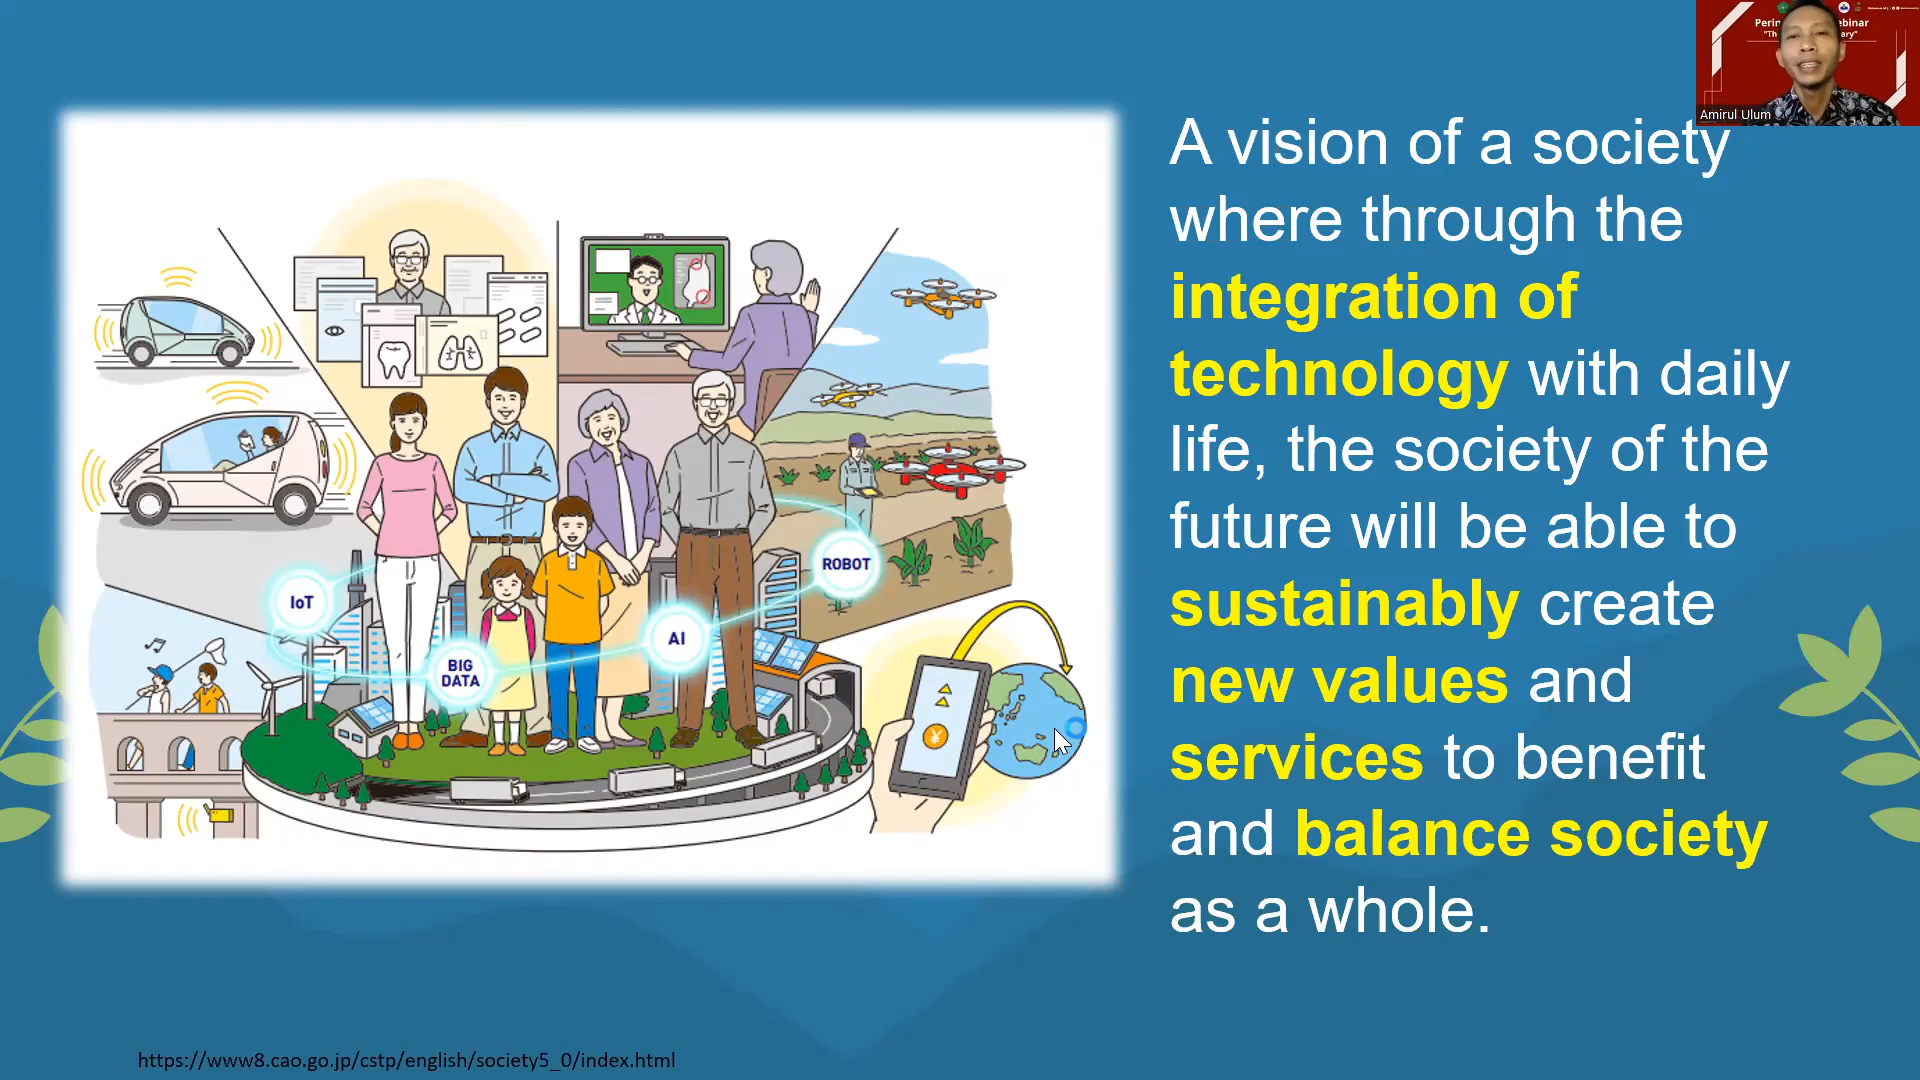 Amirul Ulum
A vision of a society
where through the
integration of
technology with daily
life, the society of the
future will be able to
sustainably create
new values and
services to benefit
and balance society
as a whole.
IoT
BIG
DATA
AI
ROBOT
¥
https://www8.cao.go.jp/cstp/english/society5_0/index.html